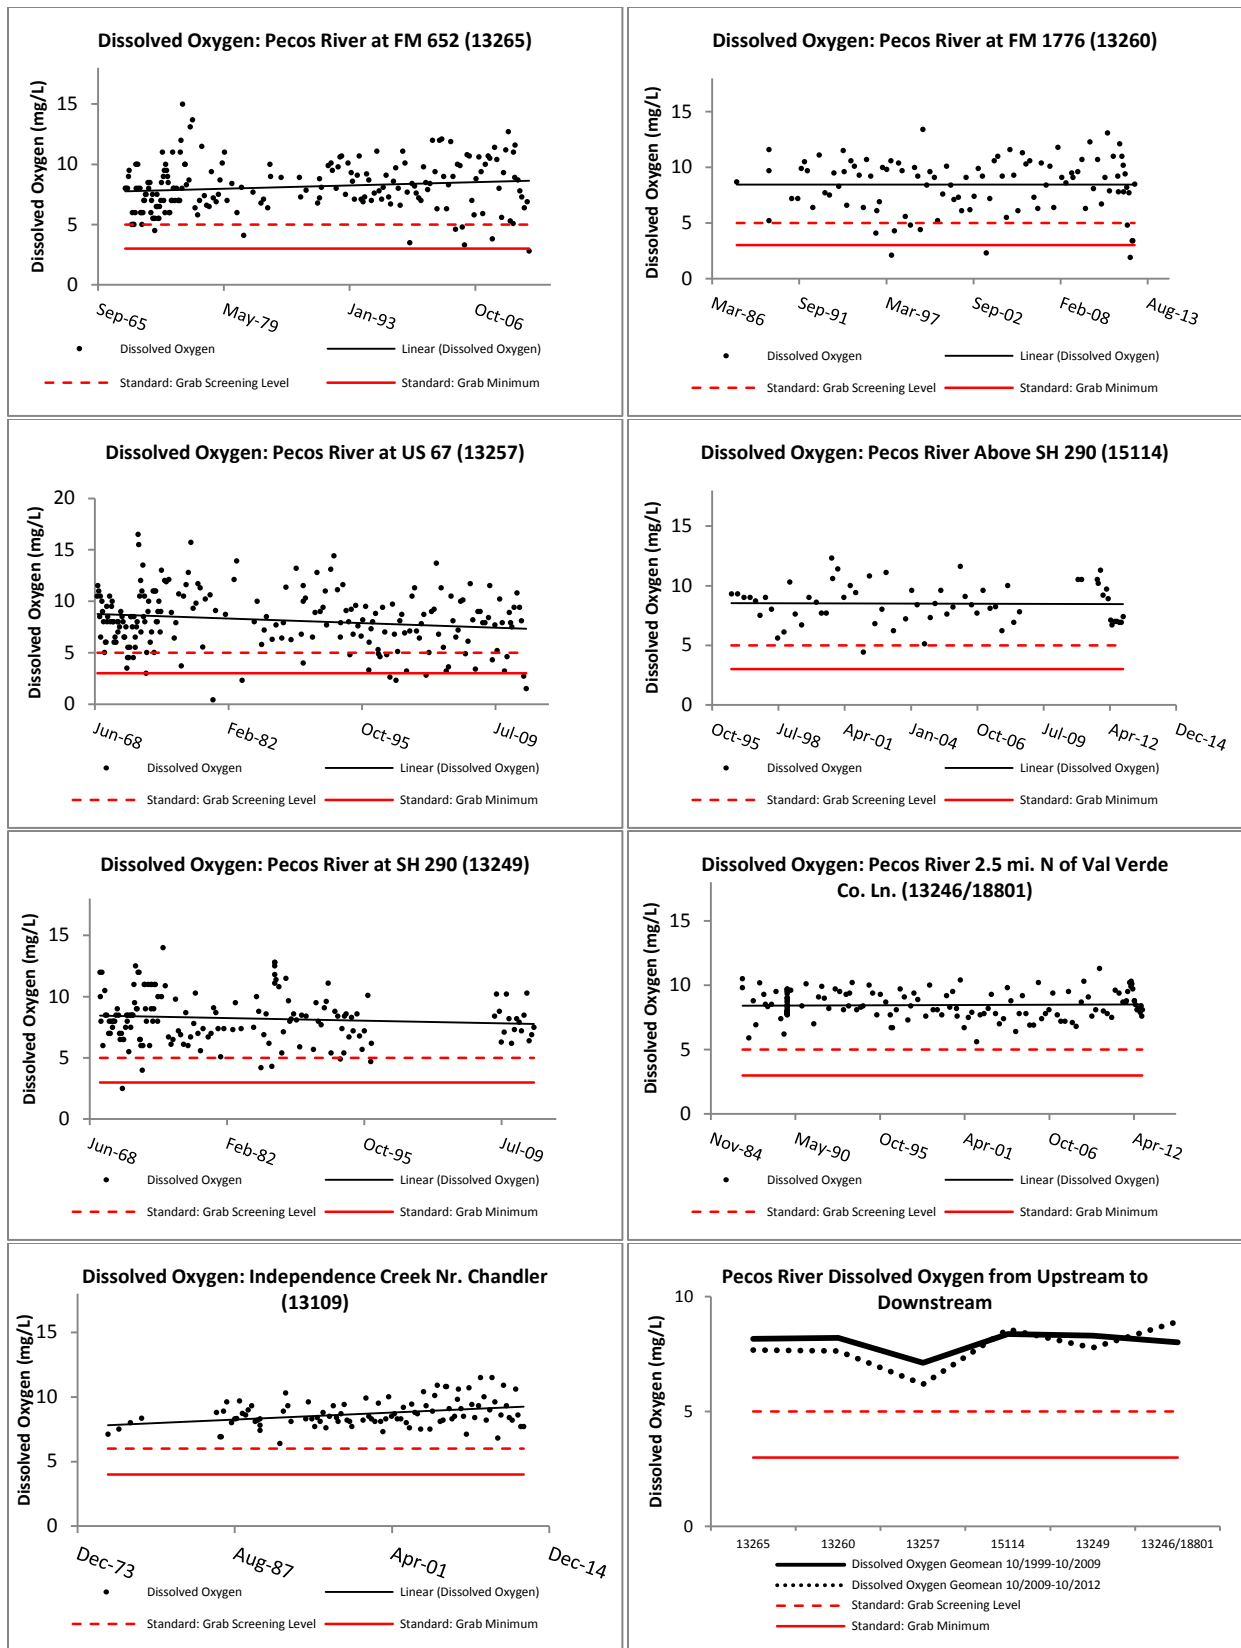 Dissolved Oxygen: Pecos River at FM 652 (13265)
Dissolved Oxygen (mg/L)
15
10
5
0
Sep-65 May-79 Jan-93 Oct-06
Dissolved Oxygen Linear (Dissolved Oxygen)
Standard: Grab Screening Level Standard: Grab Minimum
Dissolved Oxygen: Pecos River at FM 1776 (13260)
Dissolved Oxygen (mg/L)
15
10
5
0
Mar-86 Sep-91 Mar-97 Sep-02 Feb-08 Aug-13
Dissolved Oxygen Linear (Dissolved Oxygen)
Standard: Grab Screening Level Standard: Grab Minimum
Dissolved Oxygen: Pecos River at US 67 (13257)
Dissolved Oxygen (mg/L)
20
15
10
5
0
Jun-68 Feb-82 Oct-95 Jul-09
Dissolved Oxygen Linear (Dissolved Oxygen)
Standard: Grab Screening Level Standard: Grab Minimum
Dissolved Oxygen: Pecos River Above SH 290 (15114)
Dissolved Oxygen (mg/L)
15
10
5
0
Oct-95 Jul-98 Apr-01 Jan-04 Oct-06 Jul-09 Apr-12 Dec-14
Dissolved Oxygen Linear (Dissolved Oxygen)
Standard: Grab Screening Level Standard: Grab Minimum
Dissolved Oxygen: Pecos River at SH 290 (13249)
Dissolved Oxygen (mg/L)
15
10
5
0
Jun-68 Feb-82 Oct-95 Jul-09
Dissolved Oxygen Linear (Dissolved Oxygen)
Standard: Grab Screening Level Standard: Grab Minimum
Dissolved Oxygen: Pecos River 2.5 mi. N of Val Verde
Co. Ln. (13246/18801)
Dissolved Oxygen (mg/L)
15
10
5
0
Nov-84 May-90 Oct-95 Apr-01 Oct-06 Apr-12
Dissolved Oxygen Linear (Dissolved Oxygen)
Standard: Grab Screening Level Standard: Grab Minimum
Dissolved Oxygen: Independence Creek Nr. Chandler
(13109)
Dissolved Oxygen (mg/L)
15
10
5
0
Dec-73 Aug-87 Apr-01 Dec-14
Dissolved Oxygen Linear (Dissolved Oxygen)
Standard: Grab Screening Level Standard: Grab Minimum
Pecos River Dissolved Oxygen from Upstream to
Downstream
Dissolved Oxygen (mg/L)
10
5
0
13265 13260 13257 15114 13249 13246/18801
Dissolved Oxygen Geomean 10/1999-10/2009
Dissolved Oxygen Geomean 10/2009-10/2012
Standard: Grab Screening Level
Standard: Grab Minimum